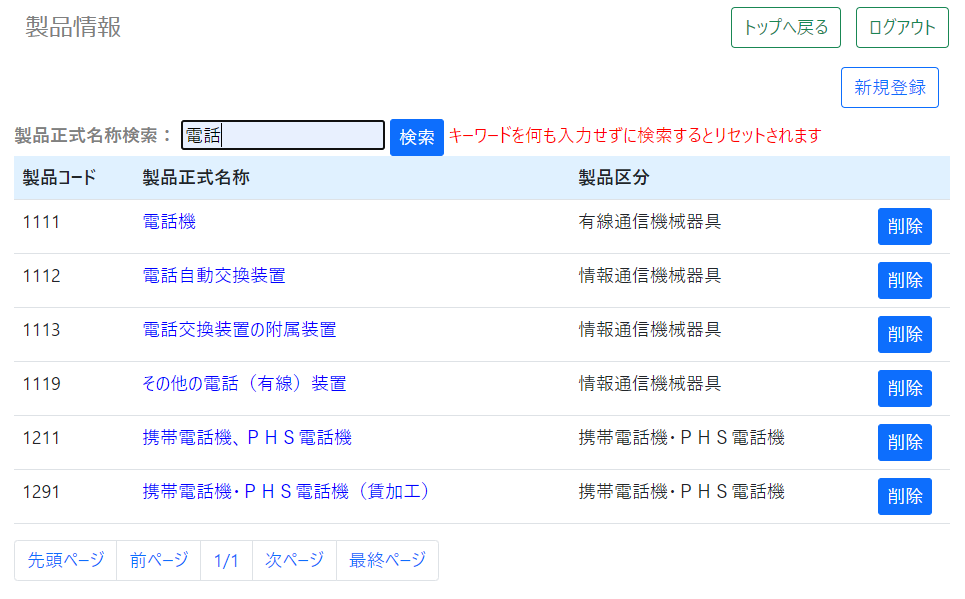 製品情報 トップへ戻る ログアウト
新規登録
製品正式名称検索： 電話 検索 キーワードを何も入力せずに検索するとリセットされます
製品コード 製品正式名称 製品区分
1111 電話機 有線通信機械器具 削除
1112 電話自動交換装置 情報通信機械器具 削除
1113 電話交換装置の附属装置 情報通信機械器具 削除
1119 その他の電話（有線）装置 情報通信機械器具 削除
1211 携帯電話機、ＰＨＳ電話機 携帯電話機・ＰＨＳ電話機 削除
1291 携帯電話機・ＰＨＳ電話機（賃加工） 携帯電話機・ＰＨＳ電話機 削除
先頭ページ 前ページ 1/1 次ページ 最終ページ